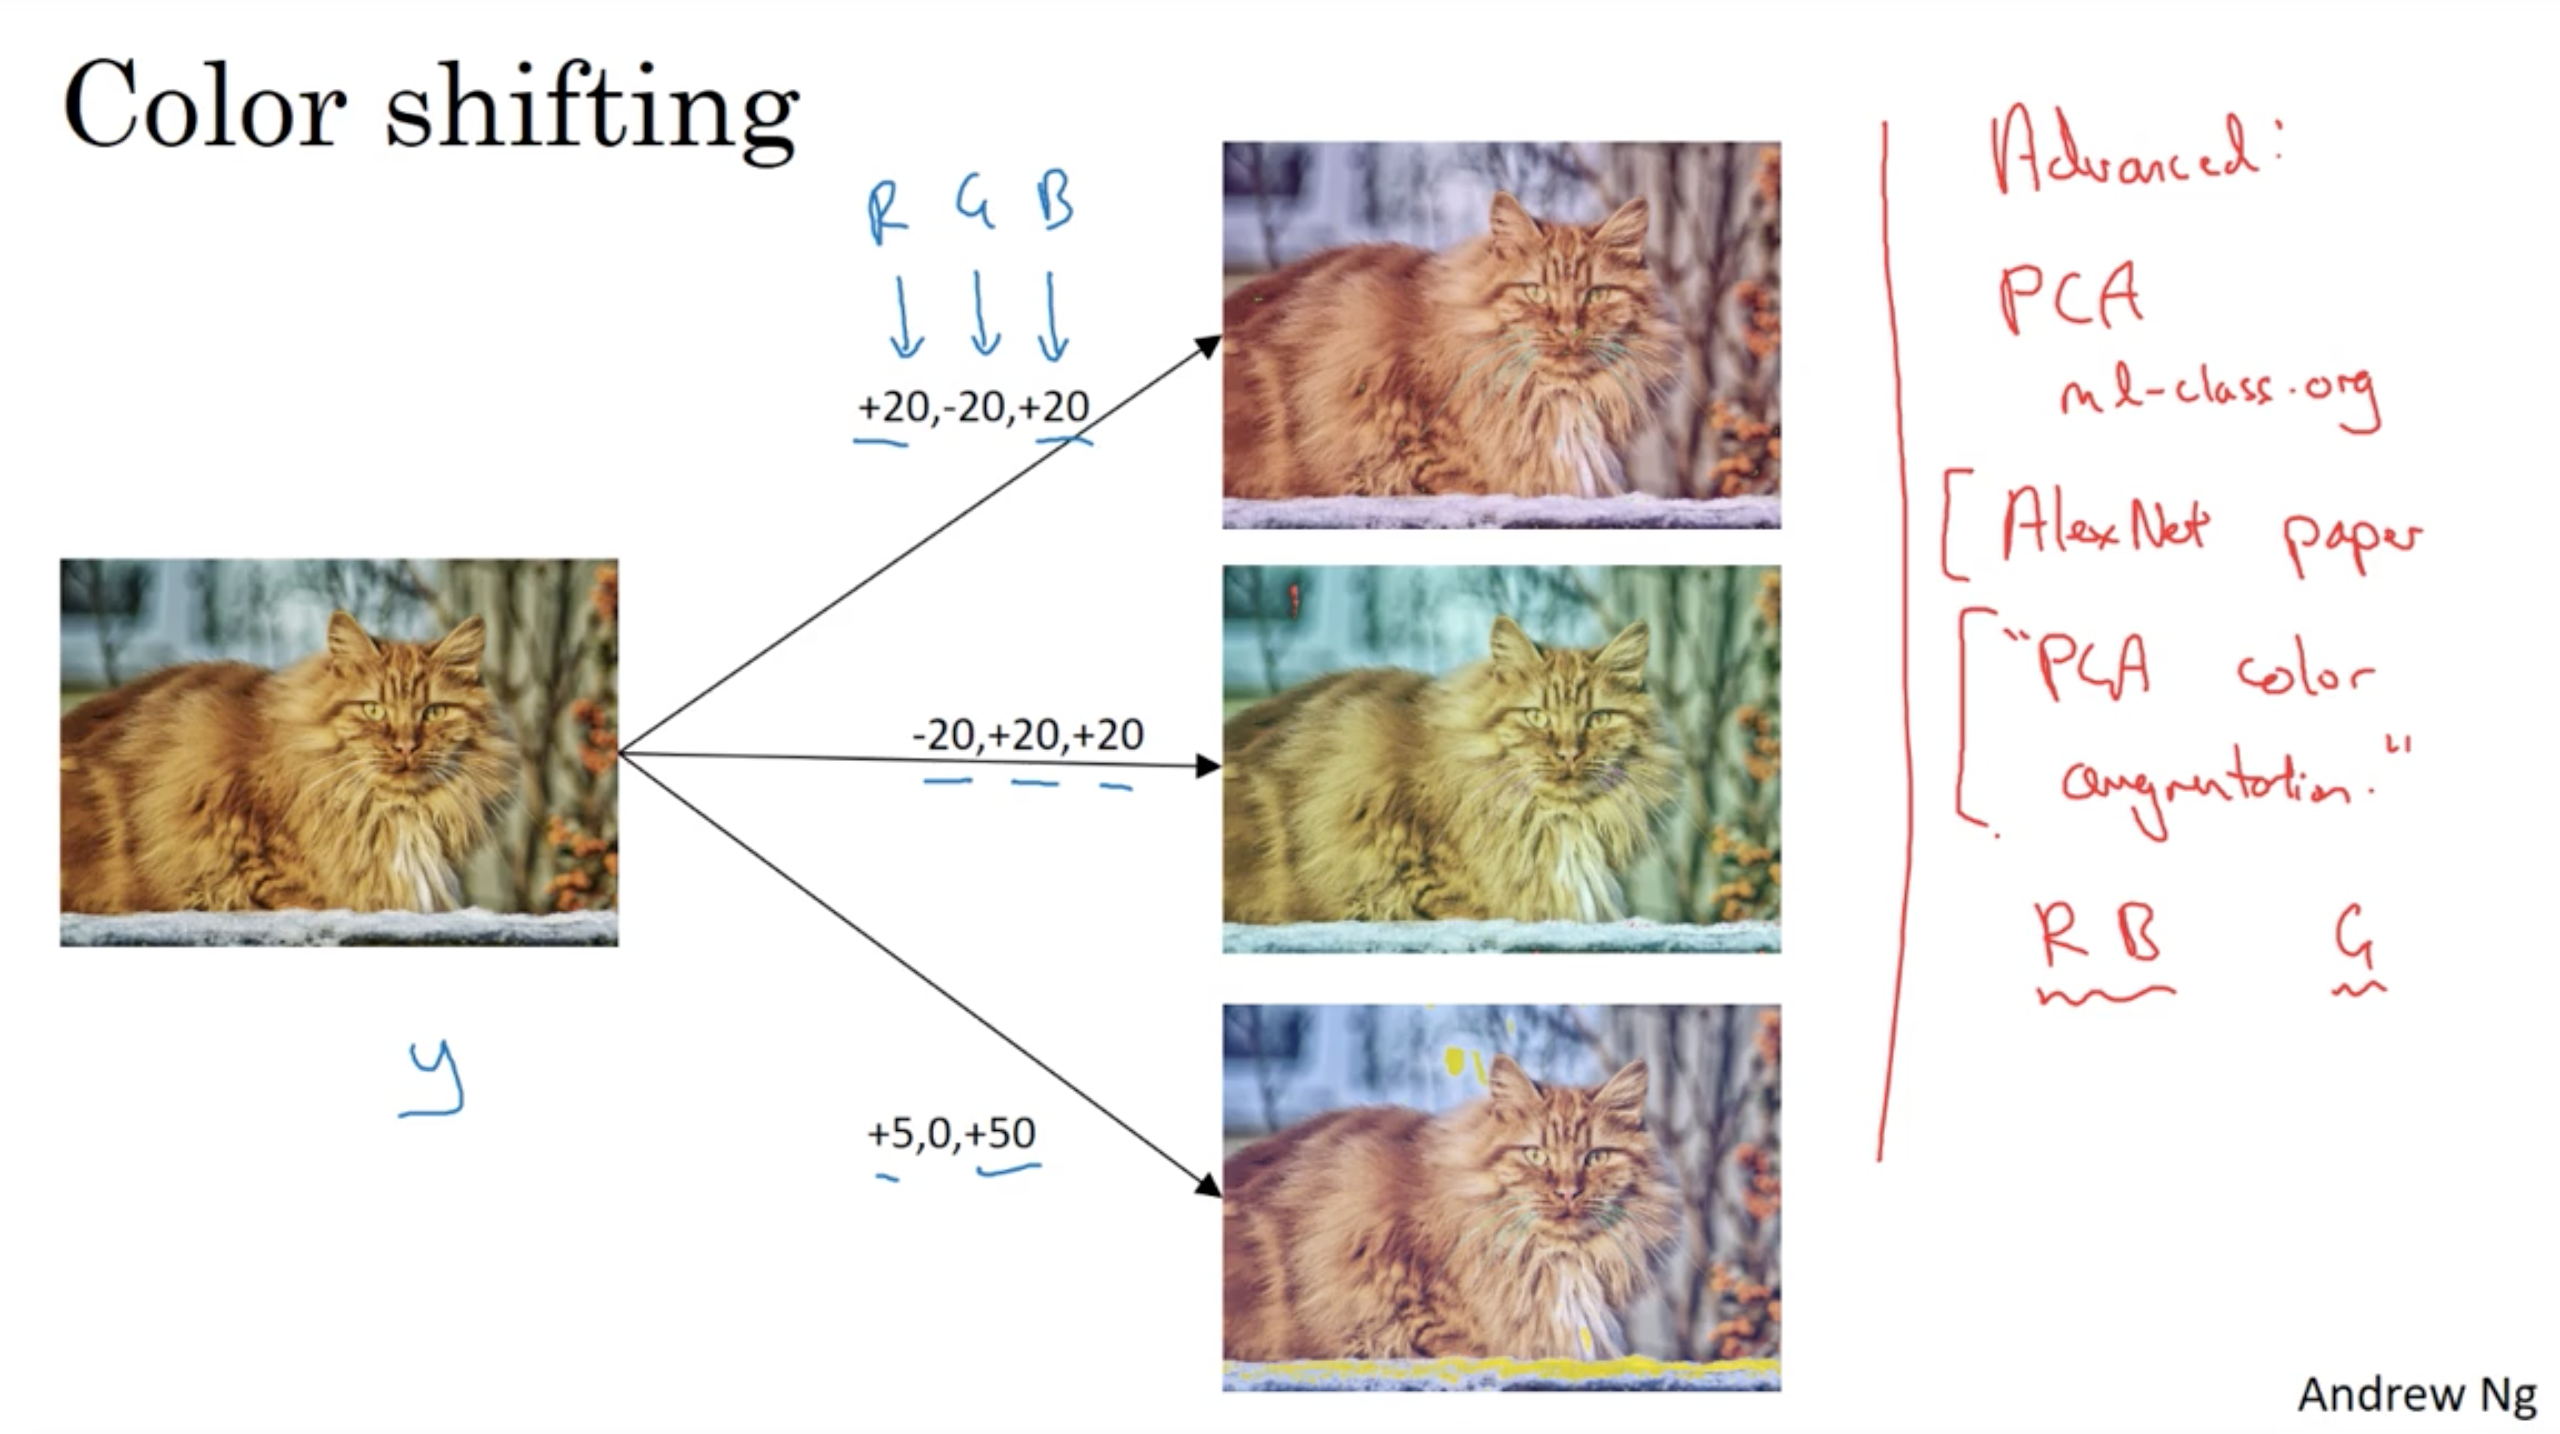 Color shifting
R G B
+20,-20,+20
-20,+20,+20
+5,0,+50
y
Advanced:
PCA
ml-class.org
[AlexNet paper
["PCA color
augmentation."
R B G
Andrew Ng